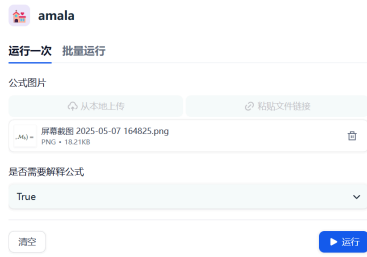 amala
运行一次 批量运行
公式图片
从本地上传 粘贴文件链接
屏幕截图 2025-05-07 164825.png
PNG • 18.21KB
是否需要解释公式
True
清空 运行